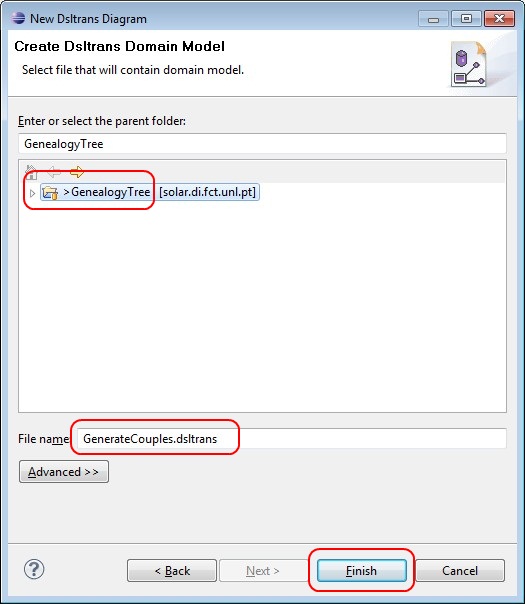 New Dsltrans Diagram
Create Dsltrans Domain Model
Select file that will contain domain model.
Enter or select the parent folder:
GenealogyTree
>GenealogyTree [solar.di.fct.unl.pt]
File name: GenerateCouples.dsltrans
Advanced >>
? < Back Next > Finish Cancel